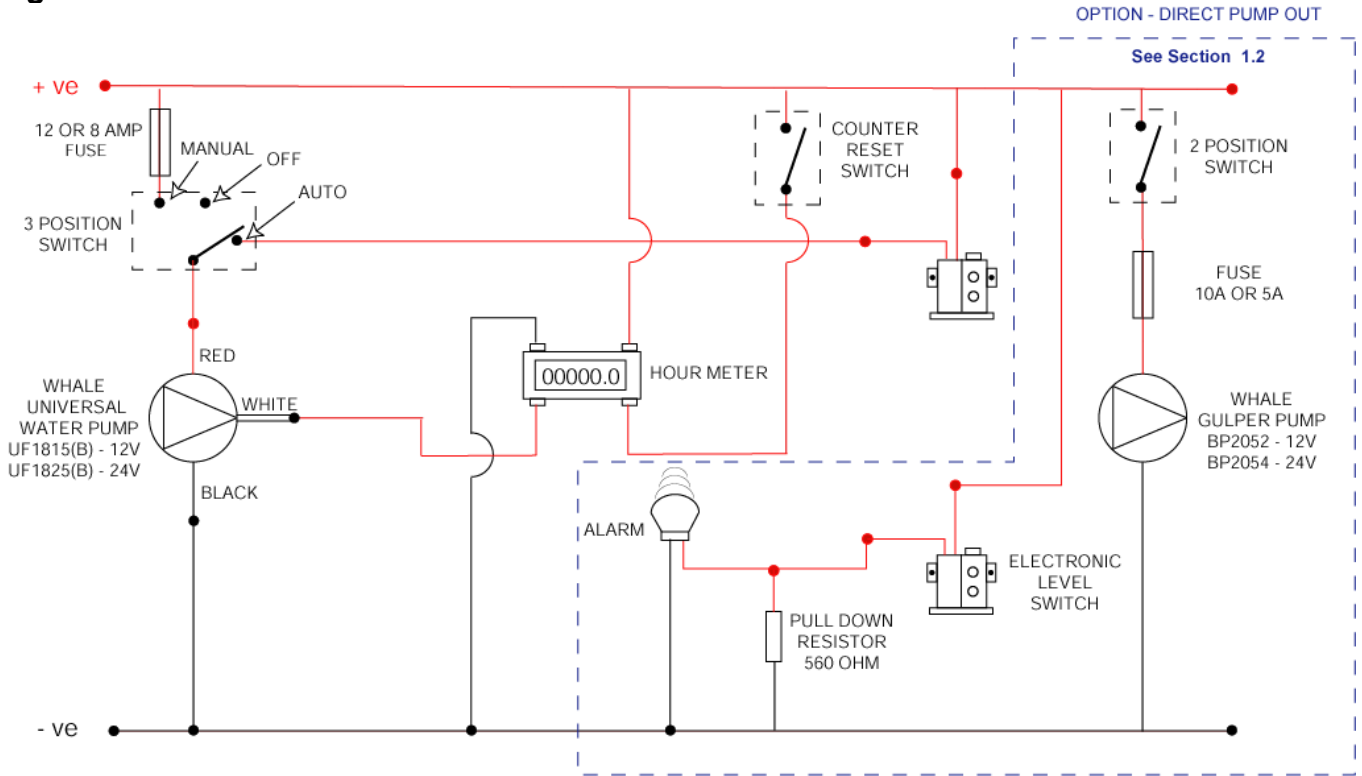 OPTION - DIRECT PUMP OUT
See Section 1.2
+ ve
12 OR 8 AMP
FUSE
MANUAL
OFF
AUTO
3 POSITION
SWITCH
COUNTER
RESET
SWITCH
2 POSITION
SWITCH
FUSE
10A OR 5A
RED
WHALE
UNIVERSAL
WATER PUMP
UF1815(B) - 12V
UF1825(B) - 24V
WHITE
BLACK
00000.0
HOUR METER
WHALE
GULPER PUMP
BP2052 - 12V
BP2054 - 24V
ALARM
ELECTRONIC
LEVEL
SWITCH
PULL DOWN
RESISTOR
560 OHM
- ve